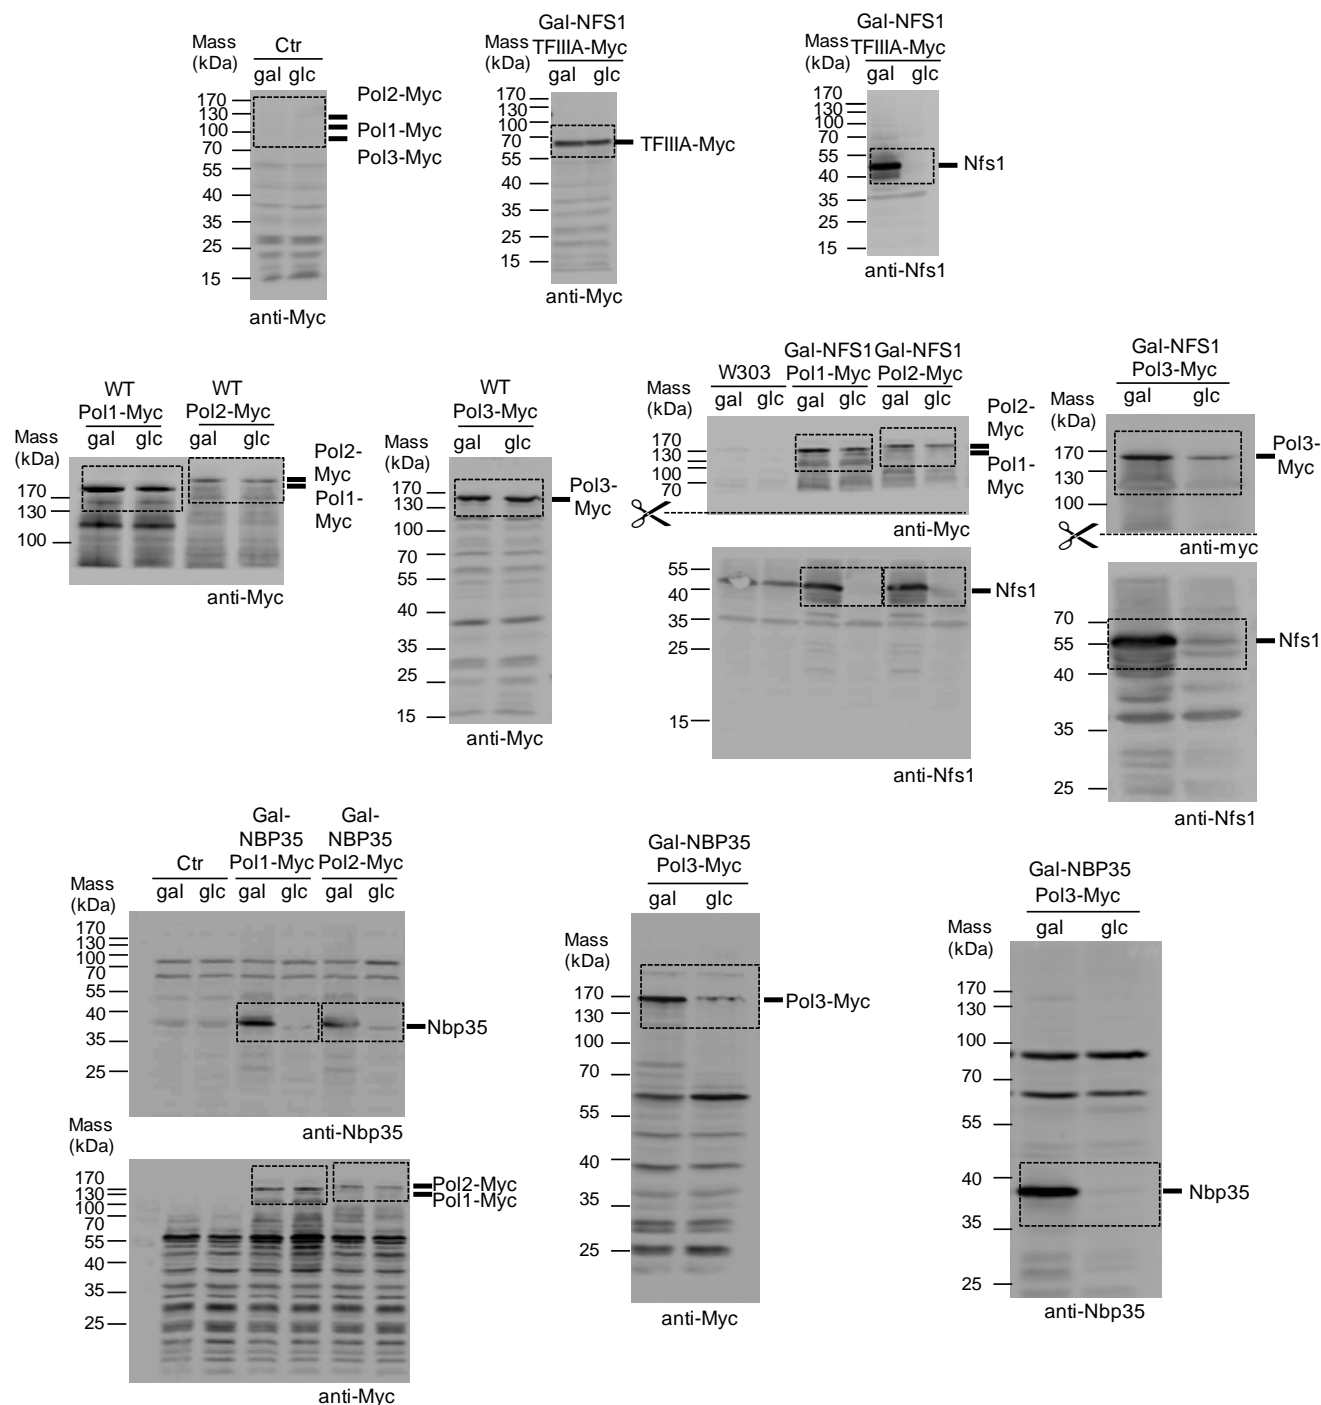 Mass
(kDa)
Ctr
gal glc
170
130
100
70
55
40
35
25
15
Pol2-Myc
Pol1-Myc
Pol3-Myc
anti-Myc
Gal-NFS1
TFIIIA-Myc
Mass
(kDa)
gal glc
170
130
100
70
55
40
35
25
15
TFIIIA-Myc
anti-Myc
Gal-NFS1
TFIIIA-Myc
Mass
(kDa)
gal glc
170
130
100
70
55
40
35
25
15
Nfs1
anti-Nfs1
WT
Pol1-Myc
WT
Pol2-Myc
gal glc gal glc
Mass
(kDa)
170
130
100
Pol2-
Myc
Pol1-
Myc
anti-Myc
WT
Pol3-Myc
gal glc
Mass
(kDa)
170
130
100
70
55
40
35
25
15
Pol3-
Myc
anti-Myc
Mass
(kDa)
W303
Gal-NFS1
Pol1-Myc
Gal-NFS1
Pol2-Myc
gal glc gal glc gal glc
170
130
100
70
Pol2-
Myc
Pol1-
Myc
anti-Myc
55
40
35
25
15
Nfs1
anti-Nfs1
Gal-NFS1
Pol3-Myc
Mass
(kDa)
gal glc
170
130
100
Pol3-
Myc
anti-myc
70
55
40
35
25
Nfs1
anti-Nfs1
Ctr
Gal-
NBP35
Pol1-Myc
Gal-
NBP35
Pol2-Myc
Mass
(kDa)
gal glc gal glc gal glc
170
130
100
70
55
40
35
25
Nbp35
anti-Nbp35
Mass
(kDa)
170
130
100
70
55
40
35
25
Pol2-Myc
Pol1-Myc
anti-Myc
Gal-NBP35
Pol3-Myc
gal glc
Mass
(kDa)
170
130
100
70
55
40
35
25
Pol3-Myc
anti-Myc
Gal-NBP35
Pol3-Myc
gal glc
Mass
(kDa)
170
130
100
70
55
40
35
25
Nbp35
anti-Nbp35